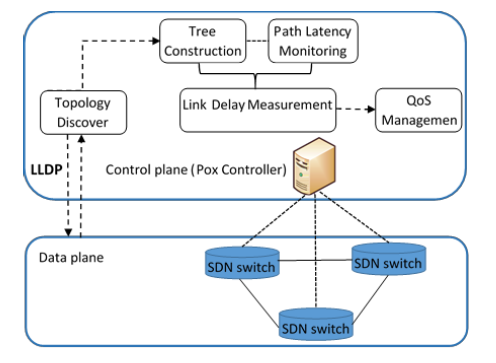 Tree
Construction
Path Latency
Monitoring
Topology
Discover
Link Delay Measurement
QoS
Managemen
LLDP
Control plane (Pox Controller)
Data plane
SDN switch
SDN switch
SDN switch